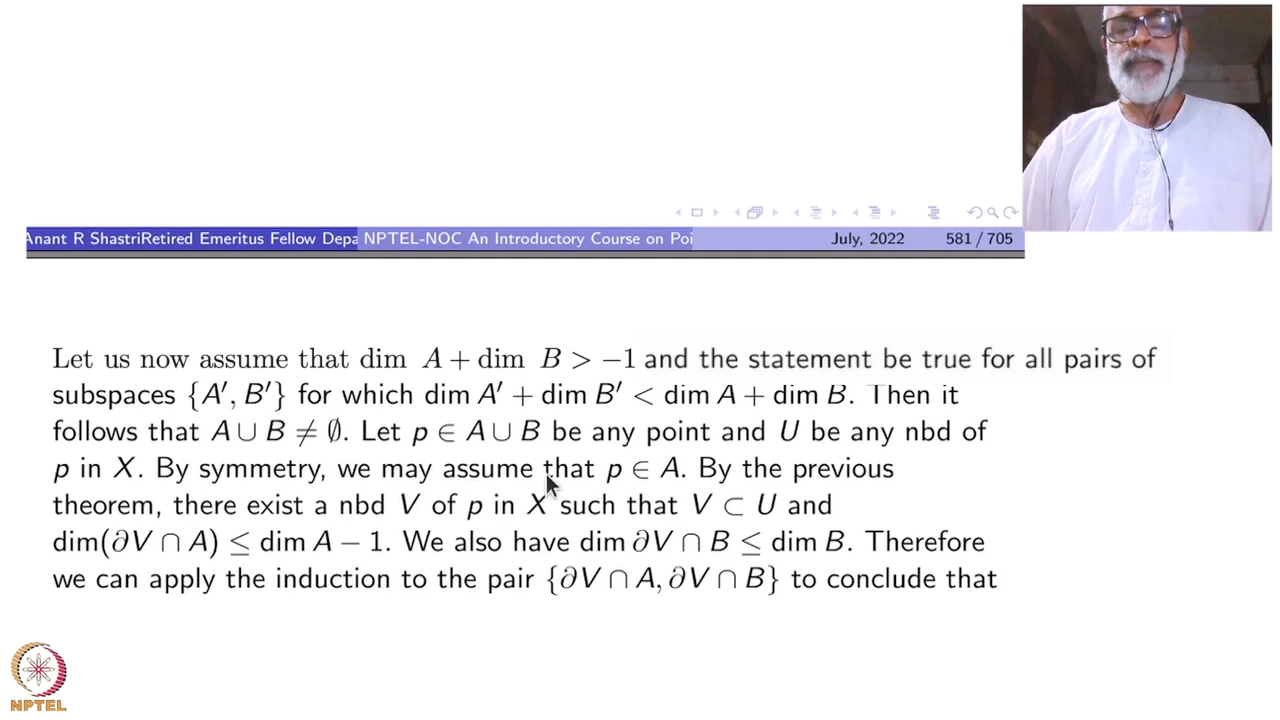 Anant R ShastriRetired Emeritus Fellow Depa NPTEL-NOC An Introductory Course on Poi July, 2022 581 / 705
Let us now assume that dim A + dim B > −1 and the statement be true for all pairs of
subspaces {A′, B′} for which dim A′ + dim B′ < dim A + dim B. Then it
follows that A ∪ B ≠ ∅. Let p ∈ A ∪ B be any point and U be any nbd of
p in X. By symmetry, we may assume that p ∈ A. By the previous
theorem, there exist a nbd V of p in X such that V ⊂ U and
dim(∂V ∩ A) ≤ dim A − 1. We also have dim ∂V ∩ B ≤ dim B. Therefore
we can apply the induction to the pair {∂V ∩ A, ∂V ∩ B} to conclude that
NPTEL